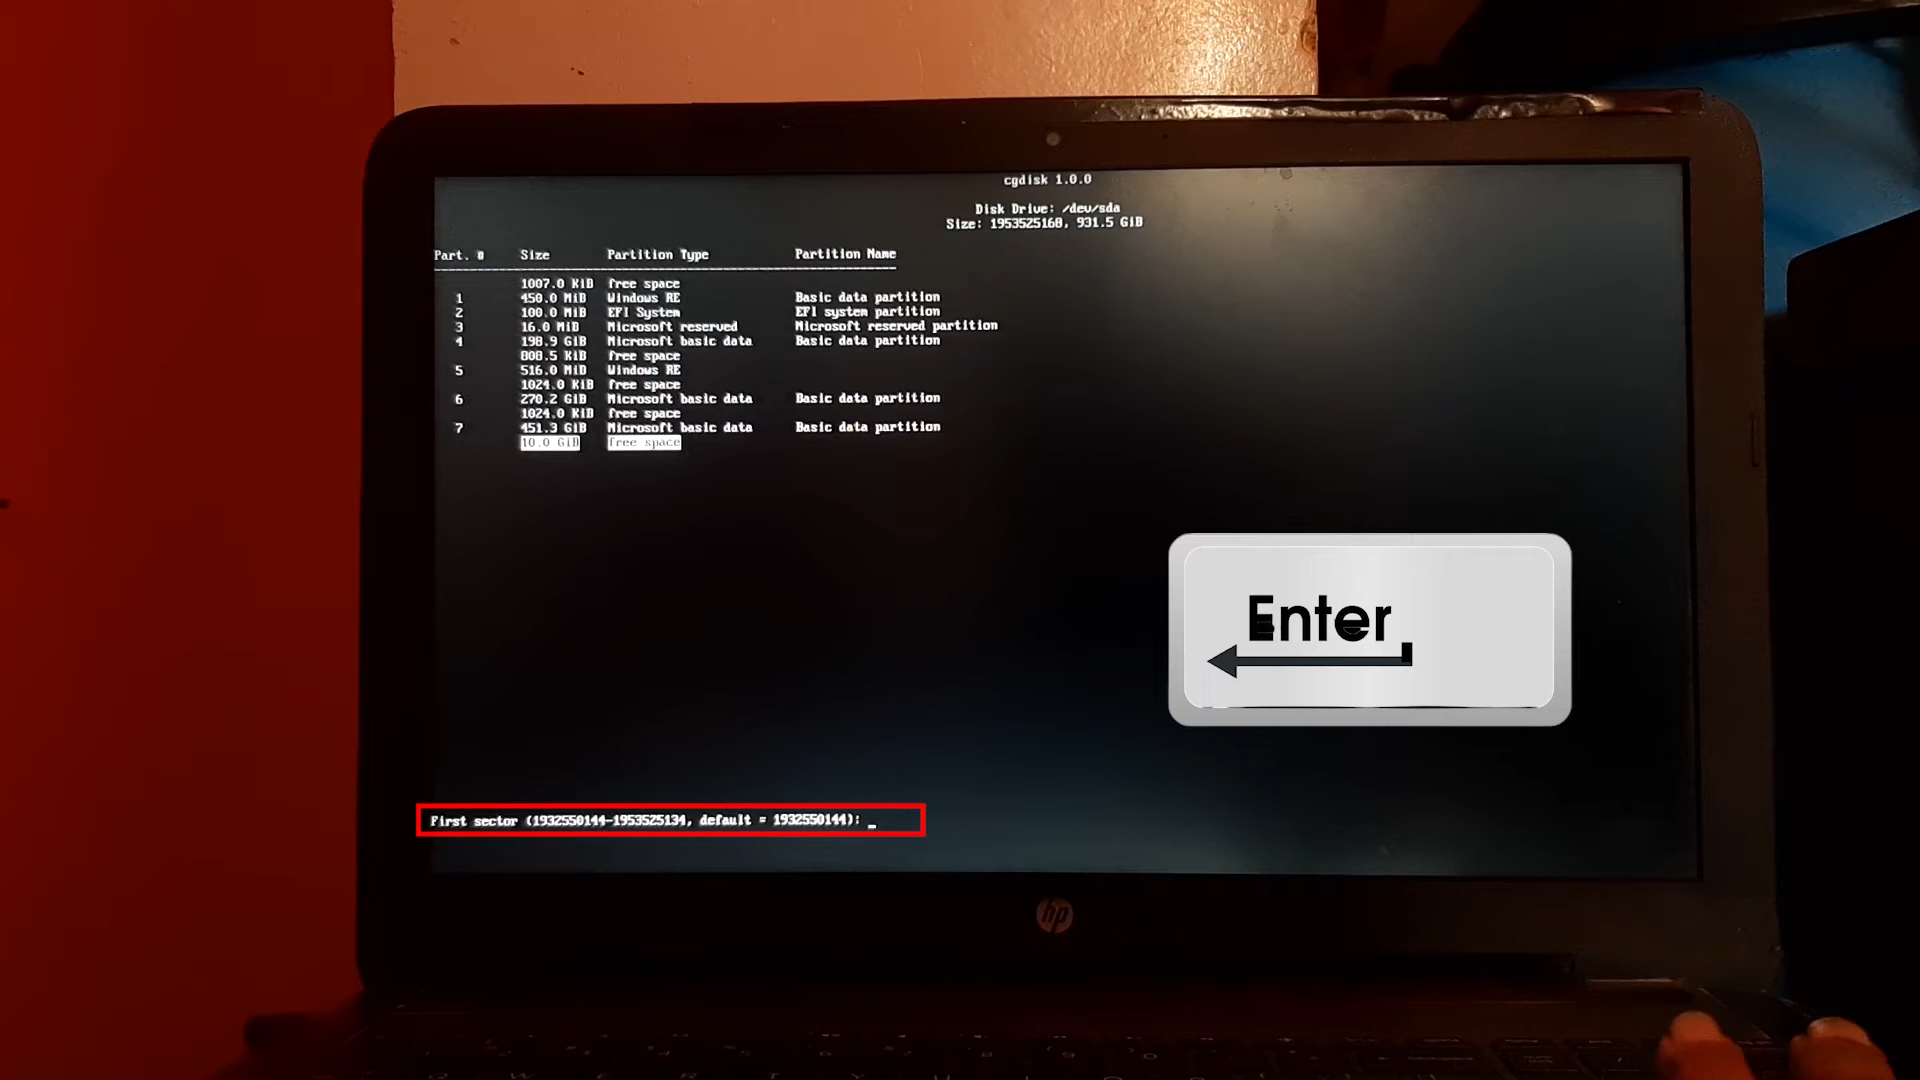 cgdisk 1.0.0
Disk Drive: /dev/sda
Size: 1953525168, 931.5 GiB
Part. # Size Partition Type Partition Name
1007.0 KiB free space
1 450.0 MiB Windows RE Basic data partition
2 100.0 MiB EFI System EFI system partition
3 16.0 MiB Microsoft reserved Microsoft reserved partition
4 198.9 GiB Microsoft basic data Basic data partition
808.5 KiB free space
5 516.0 MiB Windows RE
1024.0 KiB free space
6 270.2 GiB Microsoft basic data Basic data partition
1024.0 KiB free space
7 451.3 GiB Microsoft basic data Basic data partition
10.0 GiB free space
Enter
First sector (1932550144-1953525134, default = 1932550144): _
hp